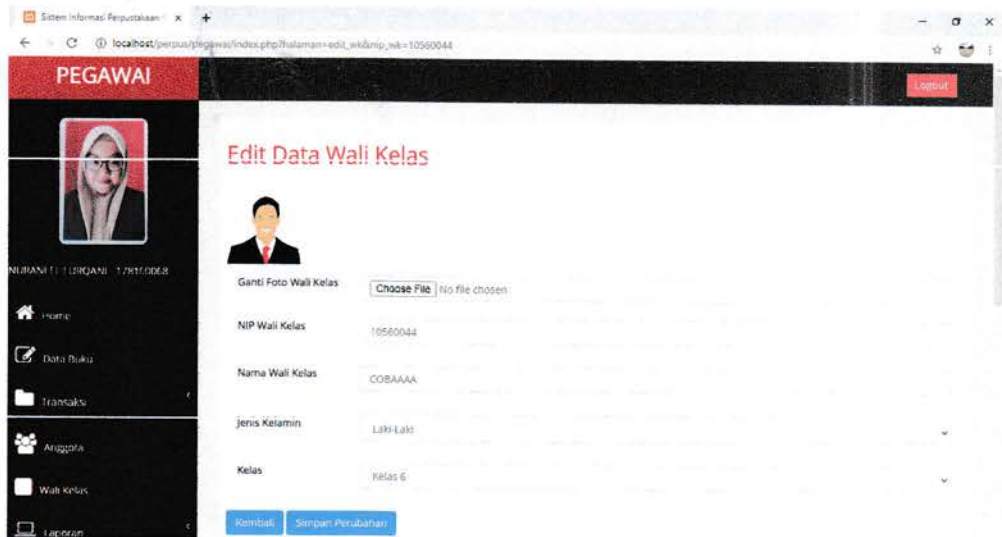 Sistem Informasi Perpustakaan
localhost/perpus/pegawai/index.php?halaman=edit_wk&nip_wk=10560044
PEGAWAI
Logout
Edit Data Wali Kelas
Ganti Foto Wali Kelas
Choose File No file chosen
NIP Wali Kelas
10560044
Nama Wali Kelas
COBAAAA
Jenis Kelamin
Laki-Laki
Kelas
Kelas 6
Kembali
Simpan Perubahan
Home
Data Buku
Transaksi
Anggota
Wali Kelas
Laporan